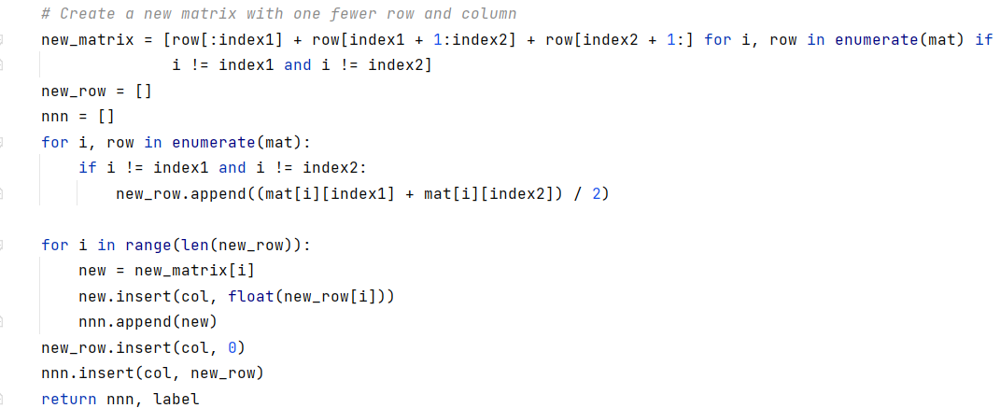 # Create a new matrix with one fewer row and column
new_matrix = [row[:index1] + row[index1 + 1:index2] + row[index2 + 1:] for i, row in enumerate(mat) if
              i != index1 and i != index2]
new_row = []
nnn = []
for i, row in enumerate(mat):
    if i != index1 and i != index2:
        new_row.append((mat[i][index1] + mat[i][index2]) / 2)

for i in range(len(new_row)):
    new = new_matrix[i]
    new.insert(col, float(new_row[i]))
    nnn.append(new)
new_row.insert(col, 0)
nnn.insert(col, new_row)
return nnn, label